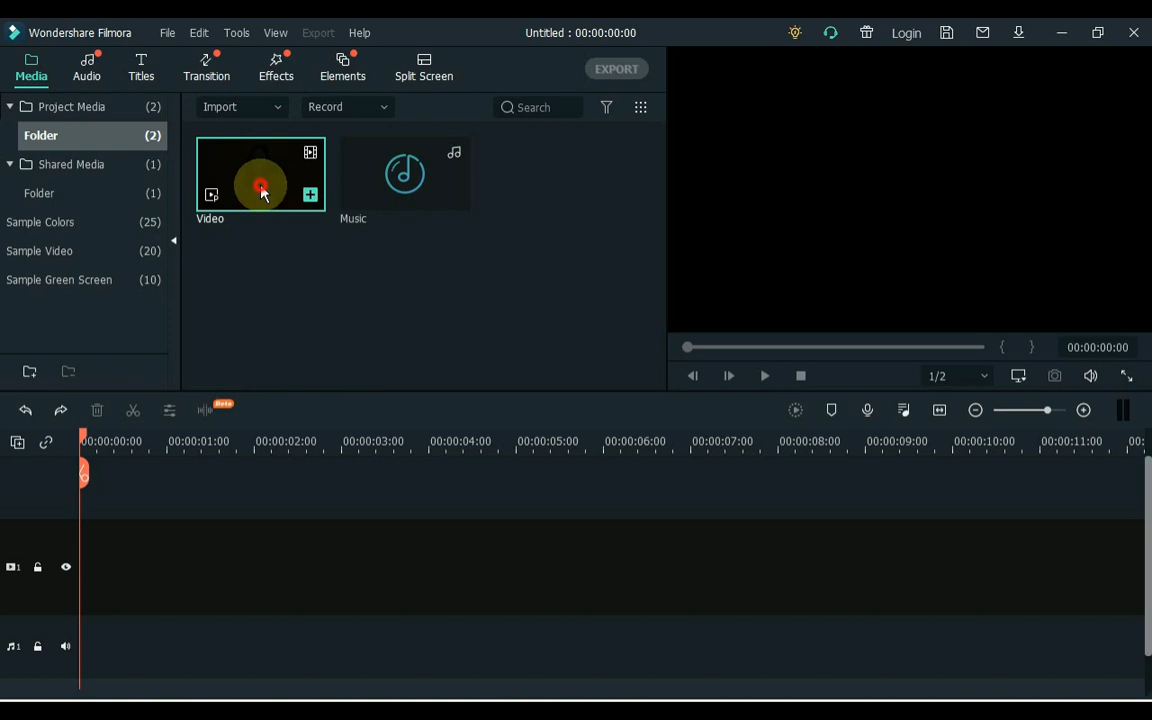 Wondershare Filmora File Edit Tools View Export Help Untitled : 00:00:00:00 Login
Media Audio Titles Transition Effects Elements Split Screen EXPORT
Project Media (2) Import Record Search
Folder (2)
Shared Media (1)
Folder (1)
Sample Colors (25)
Sample Video (20)
Sample Green Screen (10)
Video Music
00:00:00:00
1/2
Beta
00:00:00:00 00:00:01:00 00:00:02:00 00:00:03:00 00:00:04:00 00:00:05:00 00:00:06:00 00:00:07:00 00:00:08:00 00:00:09:00 00:00:10:00 00:00:11:00 00:
1
1